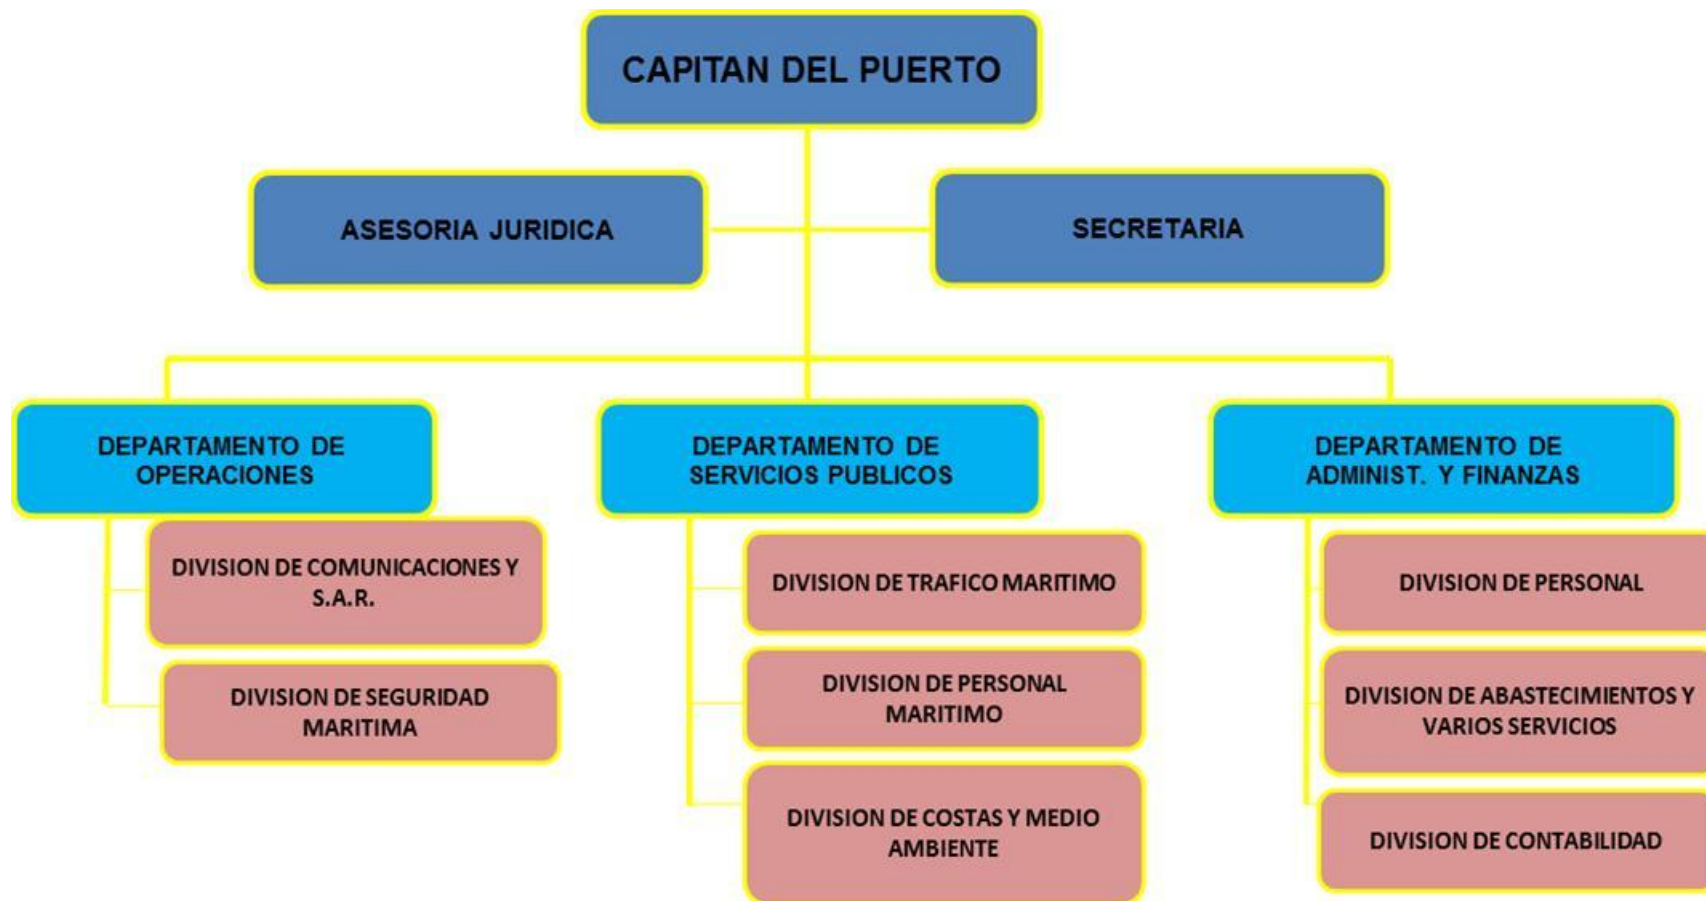 CAPITAN DEL PUERTO
ASESORIA JURIDICA
SECRETARIA
DEPARTAMENTO DE
OPERACIONES
DIVISION DE COMUNICACIONES Y
S.A.R.
DIVISION DE SEGURIDAD
MARITIMA
DEPARTAMENTO DE
SERVICIOS PUBLICOS
DIVISION DE TRAFICO MARITIMO
DIVISION DE PERSONAL
MARITIMO
DIVISION DE COSTAS Y MEDIO
AMBIENTE
DEPARTAMENTO DE
ADMINIST. Y FINANZAS
DIVISION DE PERSONAL
DIVISION DE ABASTECIMIENTOS Y
VARIOS SERVICIOS
DIVISION DE CONTABILIDAD